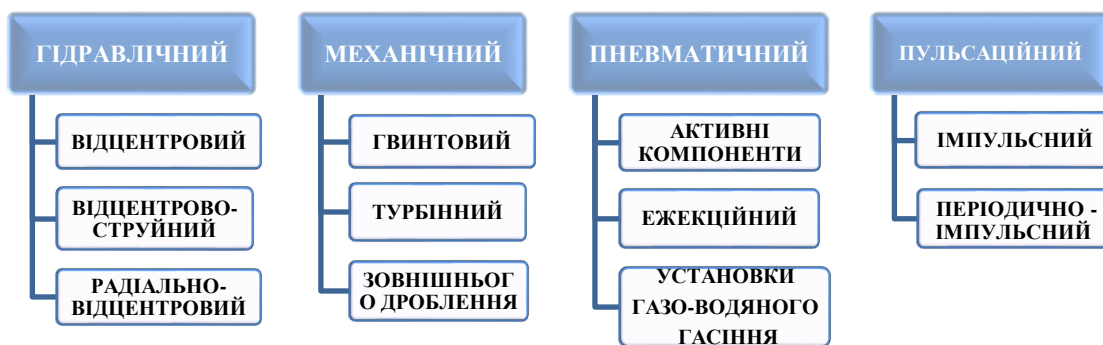 ГІДРАВЛІЧНИЙ
ВІДЦЕНТРОВИЙ
ВІДЦЕНТРОВО-
СТРУЙНИЙ
РАДІАЛЬНО-
ВІДЦЕНТРОВИЙ
МЕХАНІЧНИЙ
ГВИНТОВИЙ
ТУРБІННИЙ
ЗОВНІШНЬОГ
О ДРОБЛЕННЯ
ПНЕВМАТИЧНИЙ
АКТИВНІ
КОМПОНЕНТИ
ЕЖЕКЦІЙНИЙ
УСТАНОВКИ
ГАЗО-ВОДЯНОГО
ГАСІННЯ
ПУЛЬСАЦІЙНИЙ
ІМПУЛЬСНИЙ
ПЕРІОДИЧНО -
ІМПУЛЬСНИЙ